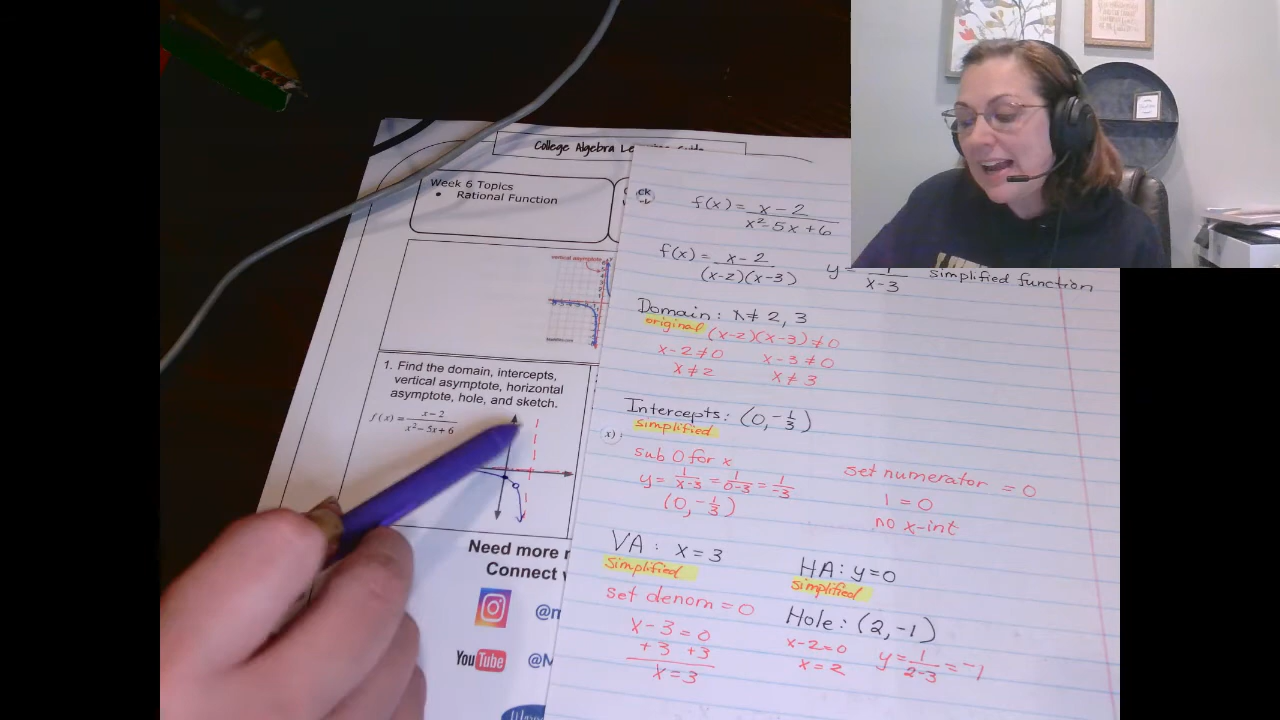 College Algebra
Week 6 Topics
• Rational Function
vertical asymptote
1. Find the domain, intercepts,
vertical asymptote, horizontal
asymptote, hole, and sketch.
f(x) = x-2 / x²-5x+6
Need more
Connect
YouTube
f(x) = x-2 / x²-5x+6
f(x) = x-2 / (x-2)(x-3)
y = 1 / x-3 simplified function
Domain: x≠2, 3
original (x-2)(x-3)≠0
x-2≠0 x-3≠0
x≠2 x≠3
Intercepts: (0, -1/3)
simplified
sub 0 for x
y = 1/x-3 = 1/0-3 = 1/-3
(0, -1/3)
set numerator = 0
1 = 0
no x-int
VA: x=3
simplified
set denom = 0
x-3=0
+3 +3
x=3
HA: y=0
simplified
Hole: (2,-1)
x-2=0
x=2
y = 1/2-3 = -1